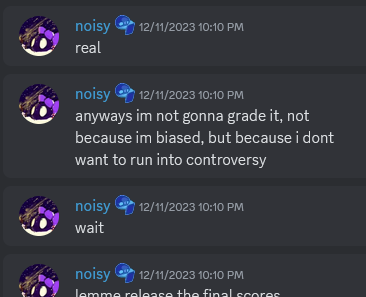 noisy 12/11/2023 10:10 PM
real
noisy 12/11/2023 10:10 PM
anyways im not gonna grade it, not
because im biased, but because i dont
want to run into controversy
noisy 12/11/2023 10:10 PM
wait
noisy 12/11/2023 10:10 PM
lemme release the final scores